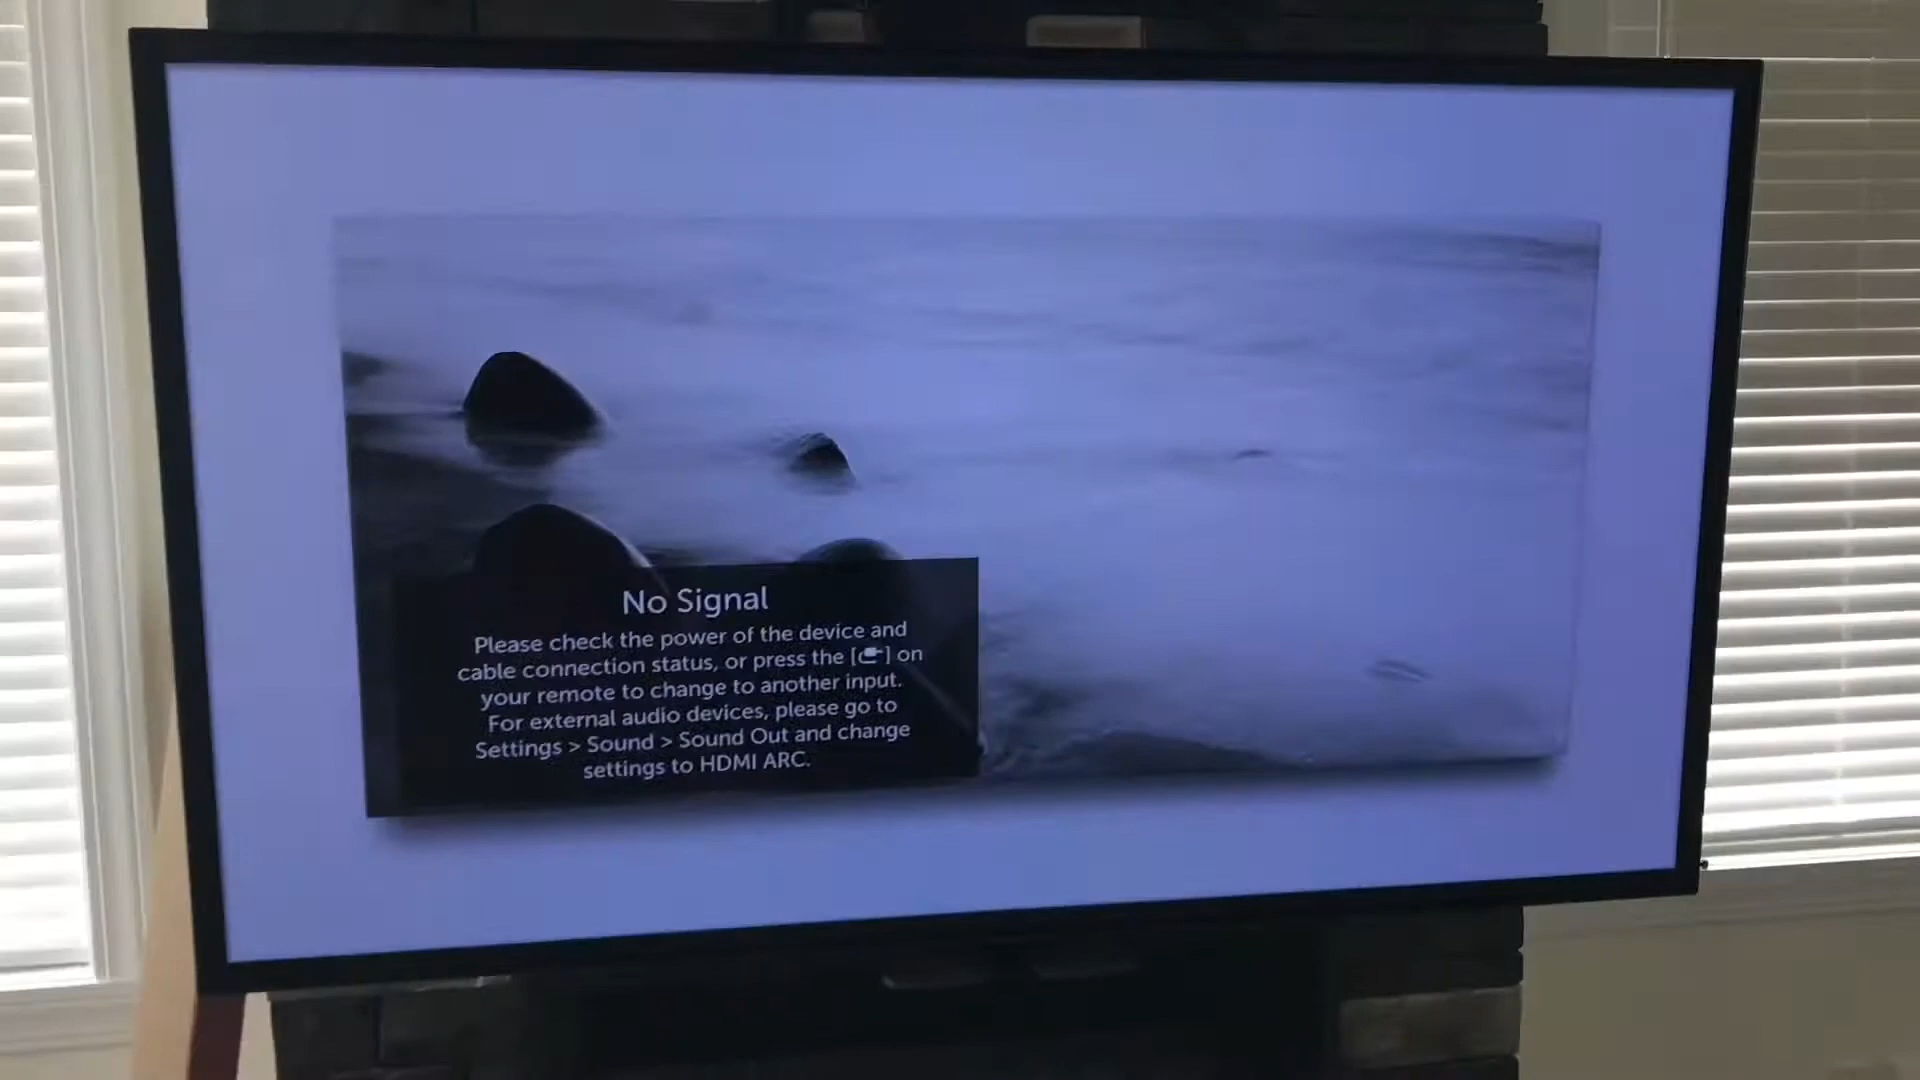 No Signal
Please check the power of the device and
cable connection status, or press the [] on
your remote to change to another input.
For external audio devices, please go to
Settings > Sound > Sound Out and change
settings to HDMI ARC.